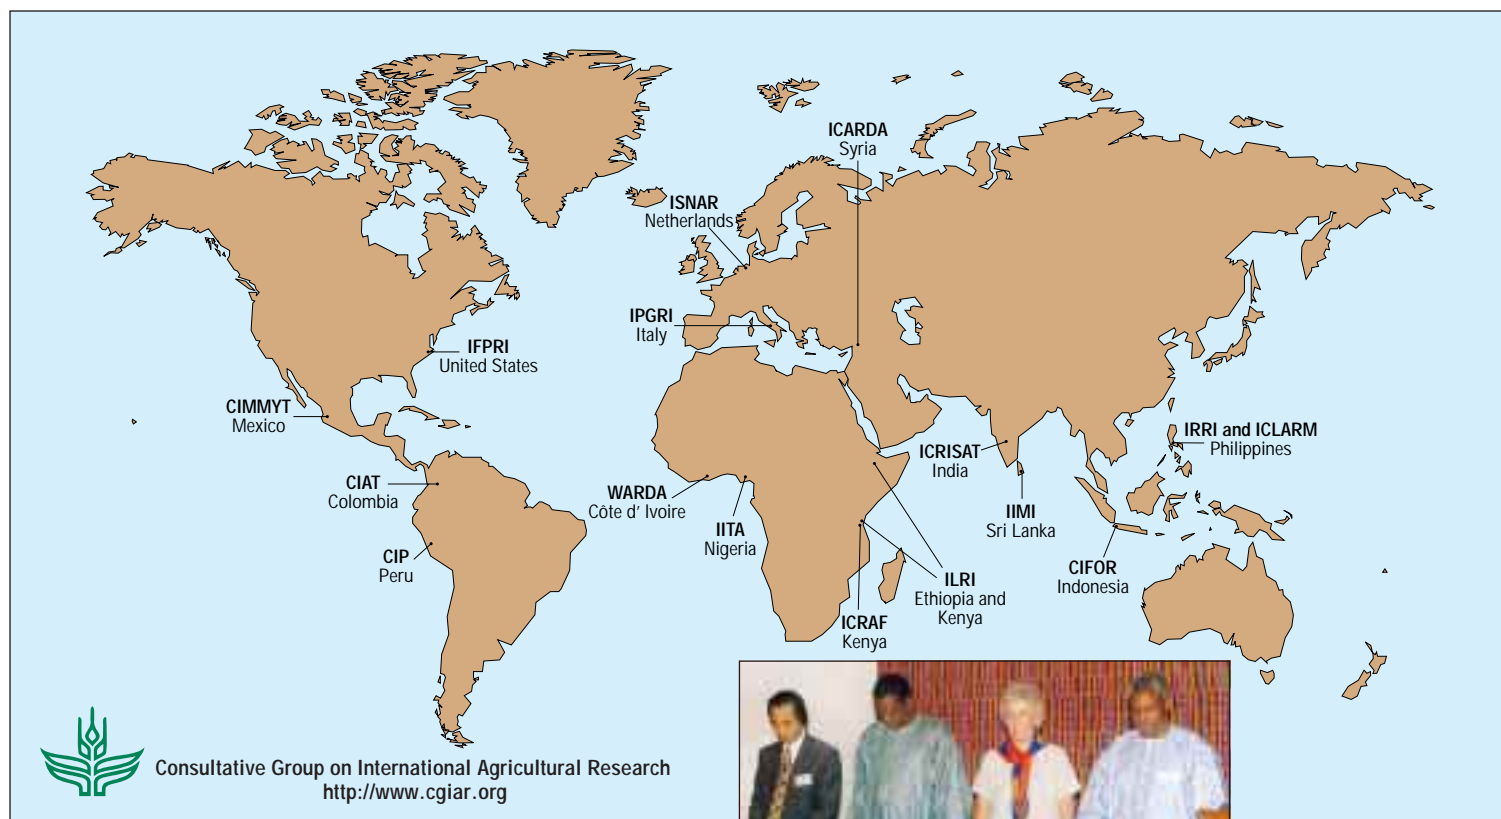 ICARDA
Syria
ISNAR
Netherlands
IPGRI
Italy
IFPRI
United States
CIMMYT
Mexico
IRRI and ICLARM
Philippines
ICRISAT
India
CIAT
Colombia
WARDA
Côte d' Ivoire
IITA
Nigeria
IIMI
Sri Lanka
CIP
Peru
CIFOR
Indonesia
ILRI
Ethiopia and
Kenya
ICRAF
Kenya
Consultative Group on International Agricultural Research
http://www.cgiar.org